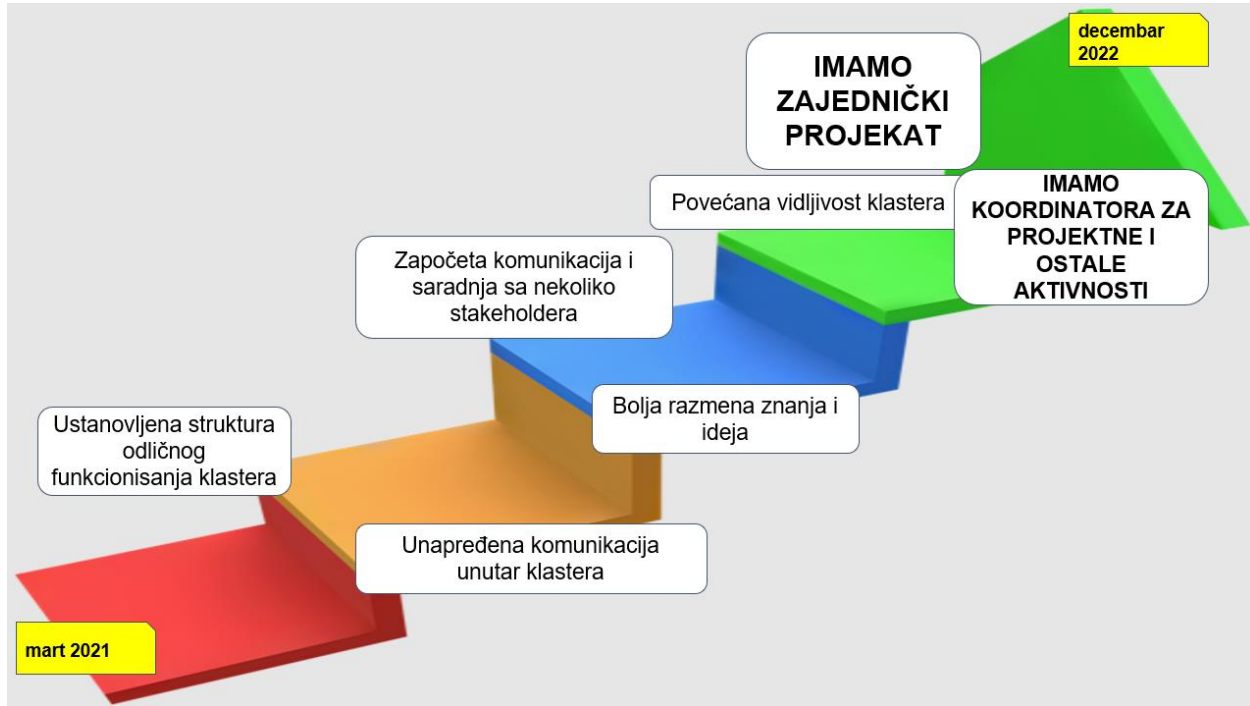 decembar
2022
IMAMO
ZAJEDNIČKI
PROJEKAT
Povećana vidljivost klastera
IMAMO
KOORDINATORA ZA
PROJEKTNE I
OSTALE
AKTIVNOSTI
Započeta komunikacija i
saradnja sa nekoliko
stakeholdera
Bolja razmena znanja i
ideja
Ustanovljena struktura
odličnog
funkcionisanja klastera
Unapređena komunikacija
unutar klastera
mart 2021